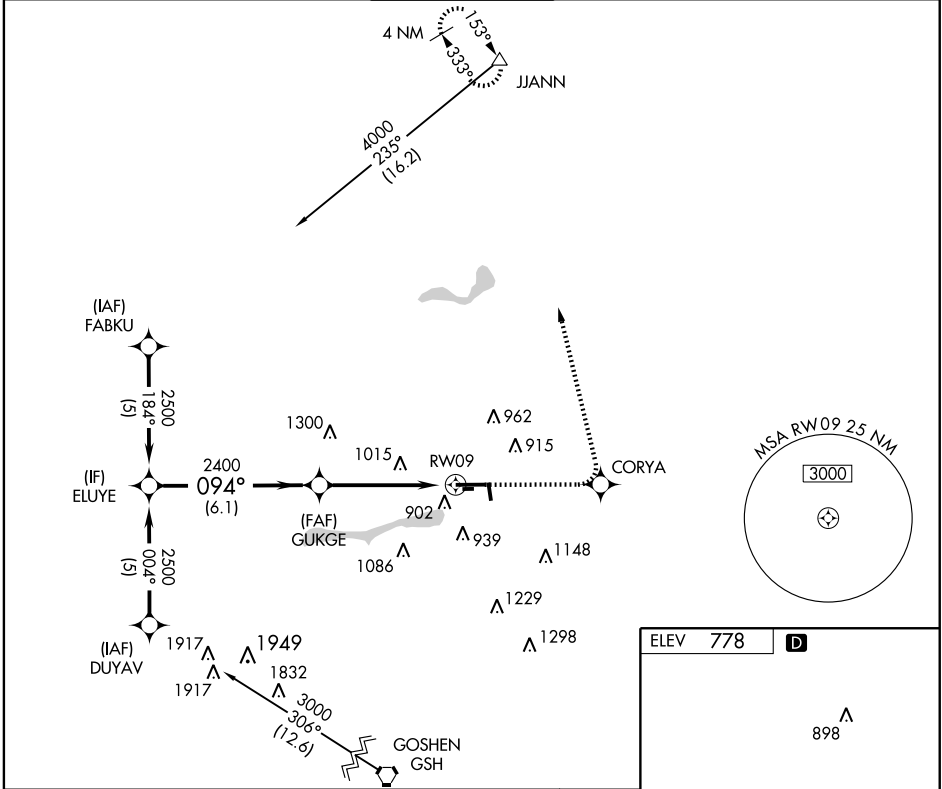 4 NM
153°
333°
JJANN
4000
235°
(16.2)
(IAF)
FABKU
2500
184°
(5)
1300
962
915
1015
RW09
CORYA
(IF)
ELUYE
2400
094°
(6.1)
(FAF)
GUKGE
902
939
1086
1148
2500
004°
(5)
1229
1298
(IAF)
DUYAV
1917
1949
1917
1832
3000
306°
(12.6)
GOSHEN
GSH
MSA RW09 25 NM
3000
ELEV 778 D
898